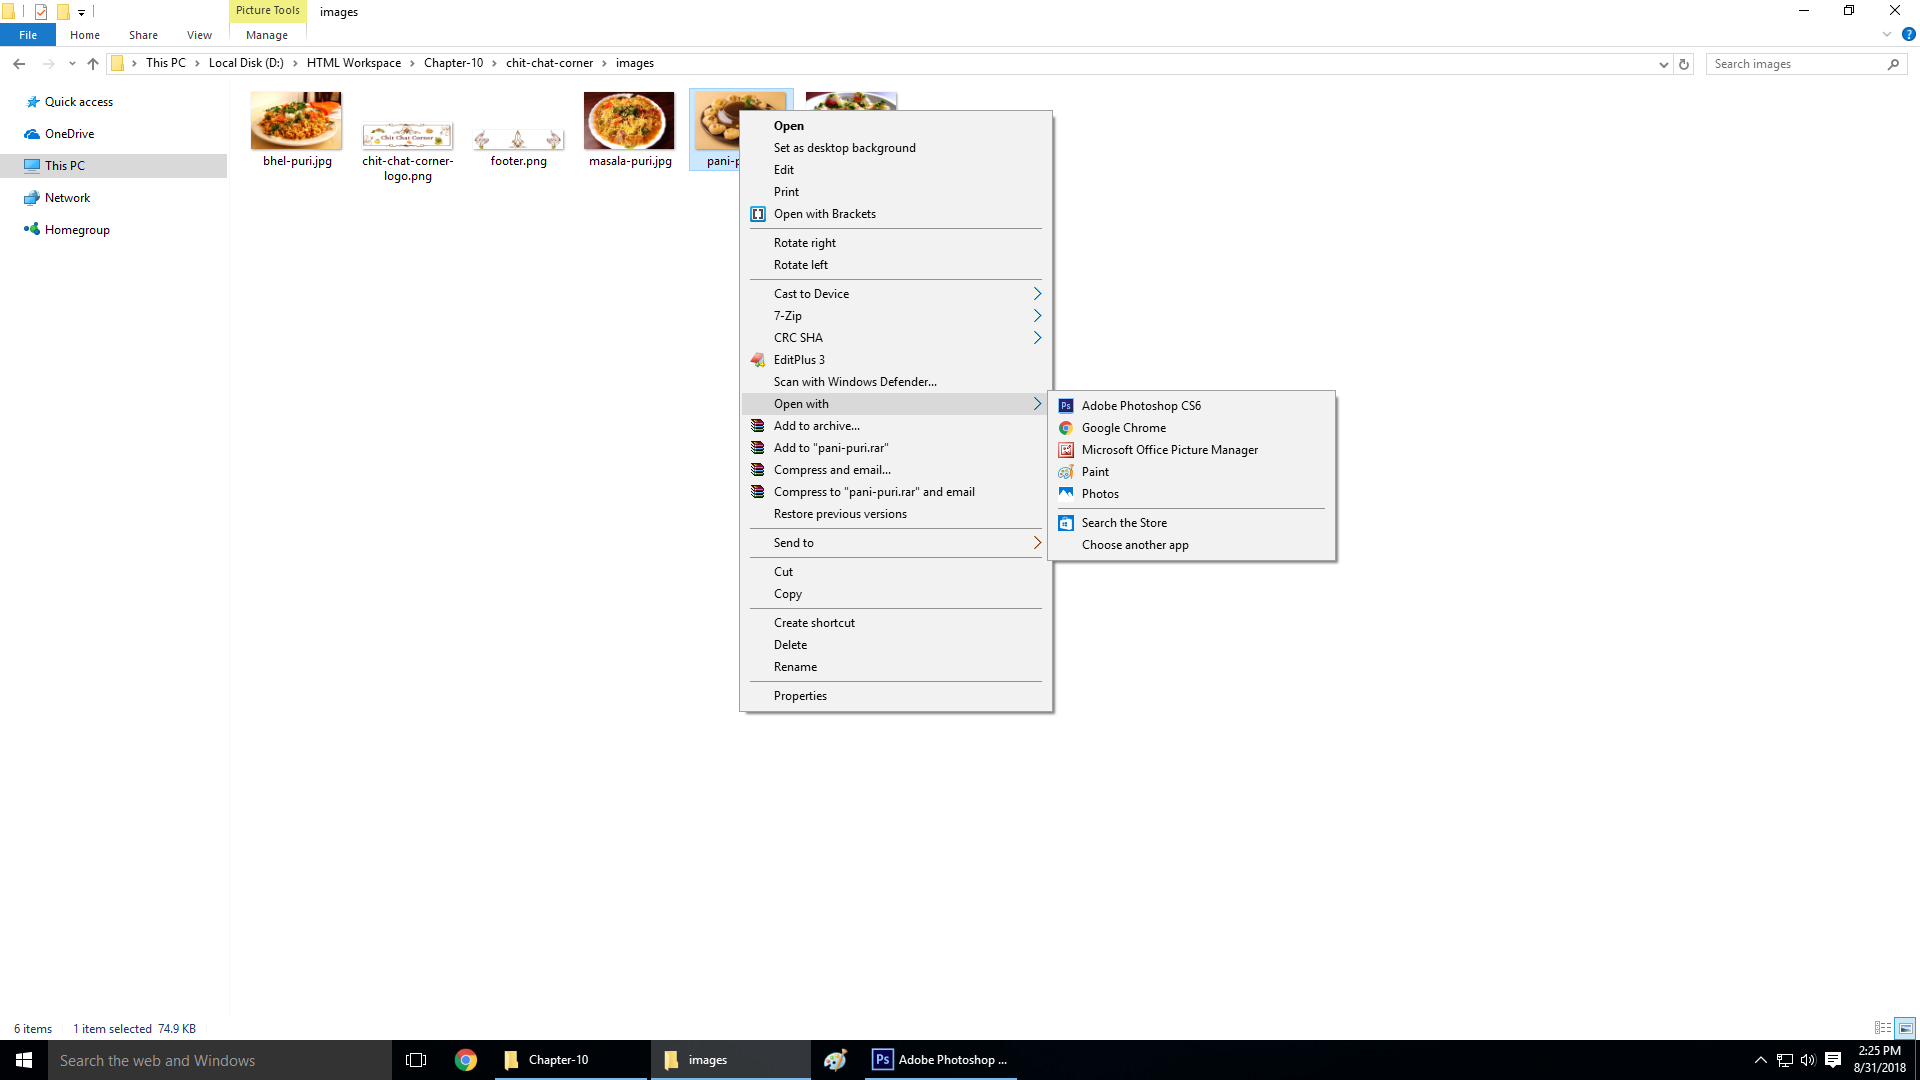 Picture Tools
images
File
Home
Share
View
Manage
This PC
Local Disk (D:)
HTML Workspace
Chapter-10
chit-chat-corner
images
Search images
Quick access
OneDrive
This PC
Network
Homegroup
bhel-puri.jpg
Chit Chat Corner
chit-chat-corner-
logo.png
footer.png
masala-puri.jpg
pani-p
Open
Set as desktop background
Edit
Print
Open with Brackets
Rotate right
Rotate left
Cast to Device
7-Zip
CRC SHA
EditPlus 3
Scan with Windows Defender...
Open with
Add to archive...
Add to "pani-puri.rar"
Compress and email...
Compress to "pani-puri.rar" and email
Restore previous versions
Send to
Cut
Copy
Create shortcut
Delete
Rename
Properties
Ps Adobe Photoshop CS6
Google Chrome
Microsoft Office Picture Manager
Paint
Photos
Search the Store
Choose another app
6 items
1 item selected 74.9 KB
Search the web and Windows
Chapter-10
images
Ps Adobe Photoshop ...
2:25 PM
8/31/2018